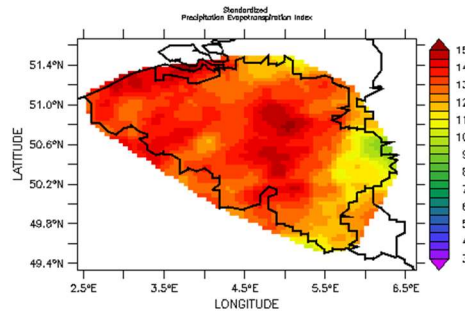 Standardized
Precipitation Evapotranspiration Index
51.4°N
51.0°N
50.6°N
50.2°N
49.8°N
49.4°N
LATITUDE
2.5°E 3.5°E 4.5°E 5.5°E 6.5°E
LONGITUDE
15
14
13
12
11
10
9
8
7
6
5
4
3